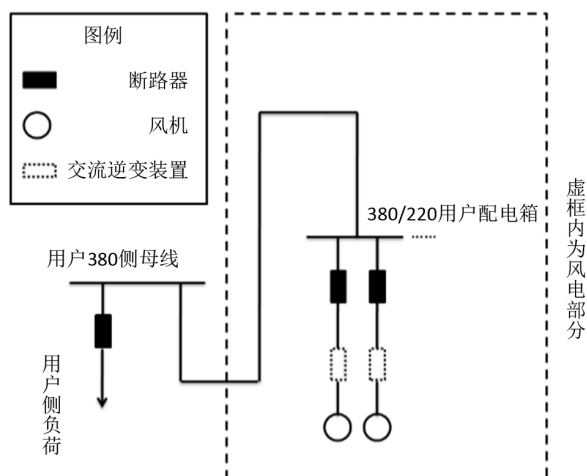 图例
断路器
风机
交流逆变装置
380/220用户配电箱
用户380侧母线
用户侧负荷
虚框内为风电部分